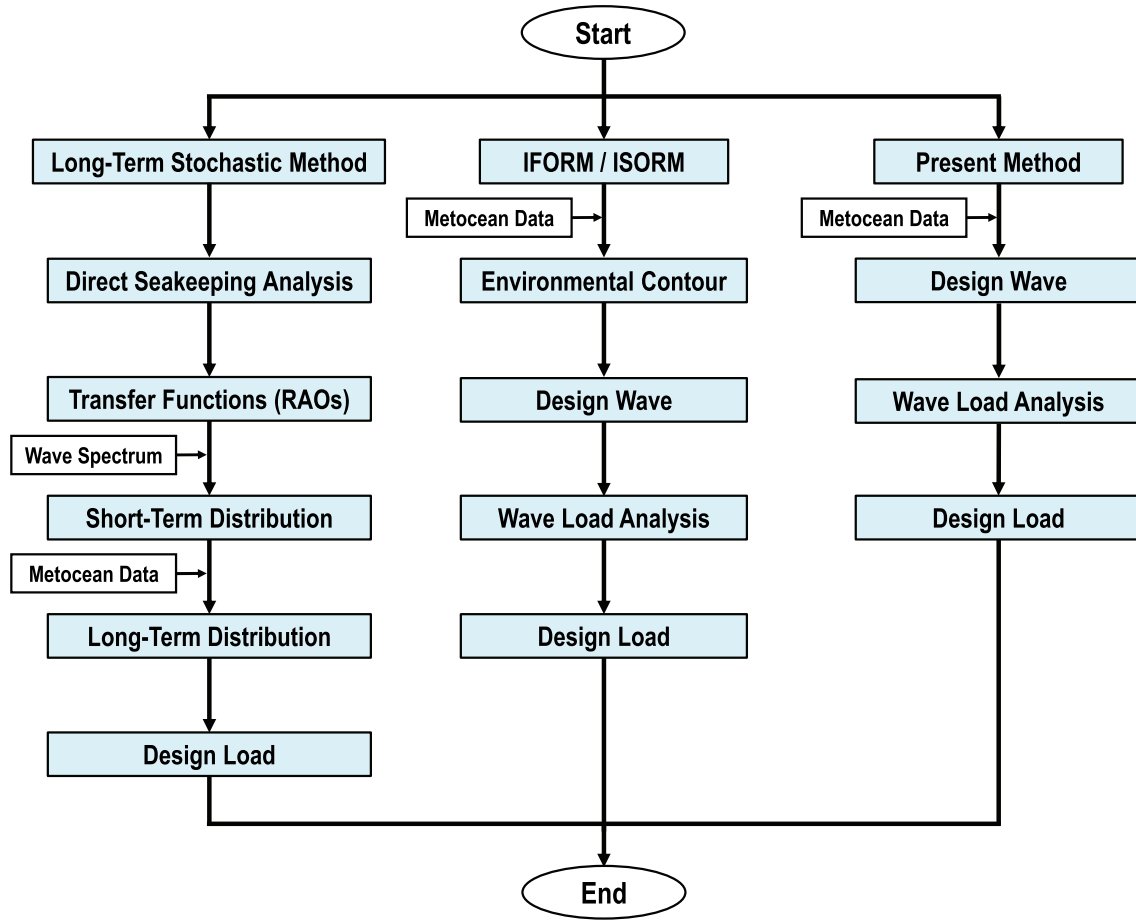 Start
Long-Term Stochastic Method
IFORM / ISORM
Present Method
Metocean Data
Metocean Data
Direct Seakeeping Analysis
Environmental Contour
Design Wave
Transfer Functions (RAOs)
Design Wave
Wave Load Analysis
Wave Spectrum
Short-Term Distribution
Wave Load Analysis
Design Load
Metocean Data
Long-Term Distribution
Design Load
Design Load
End